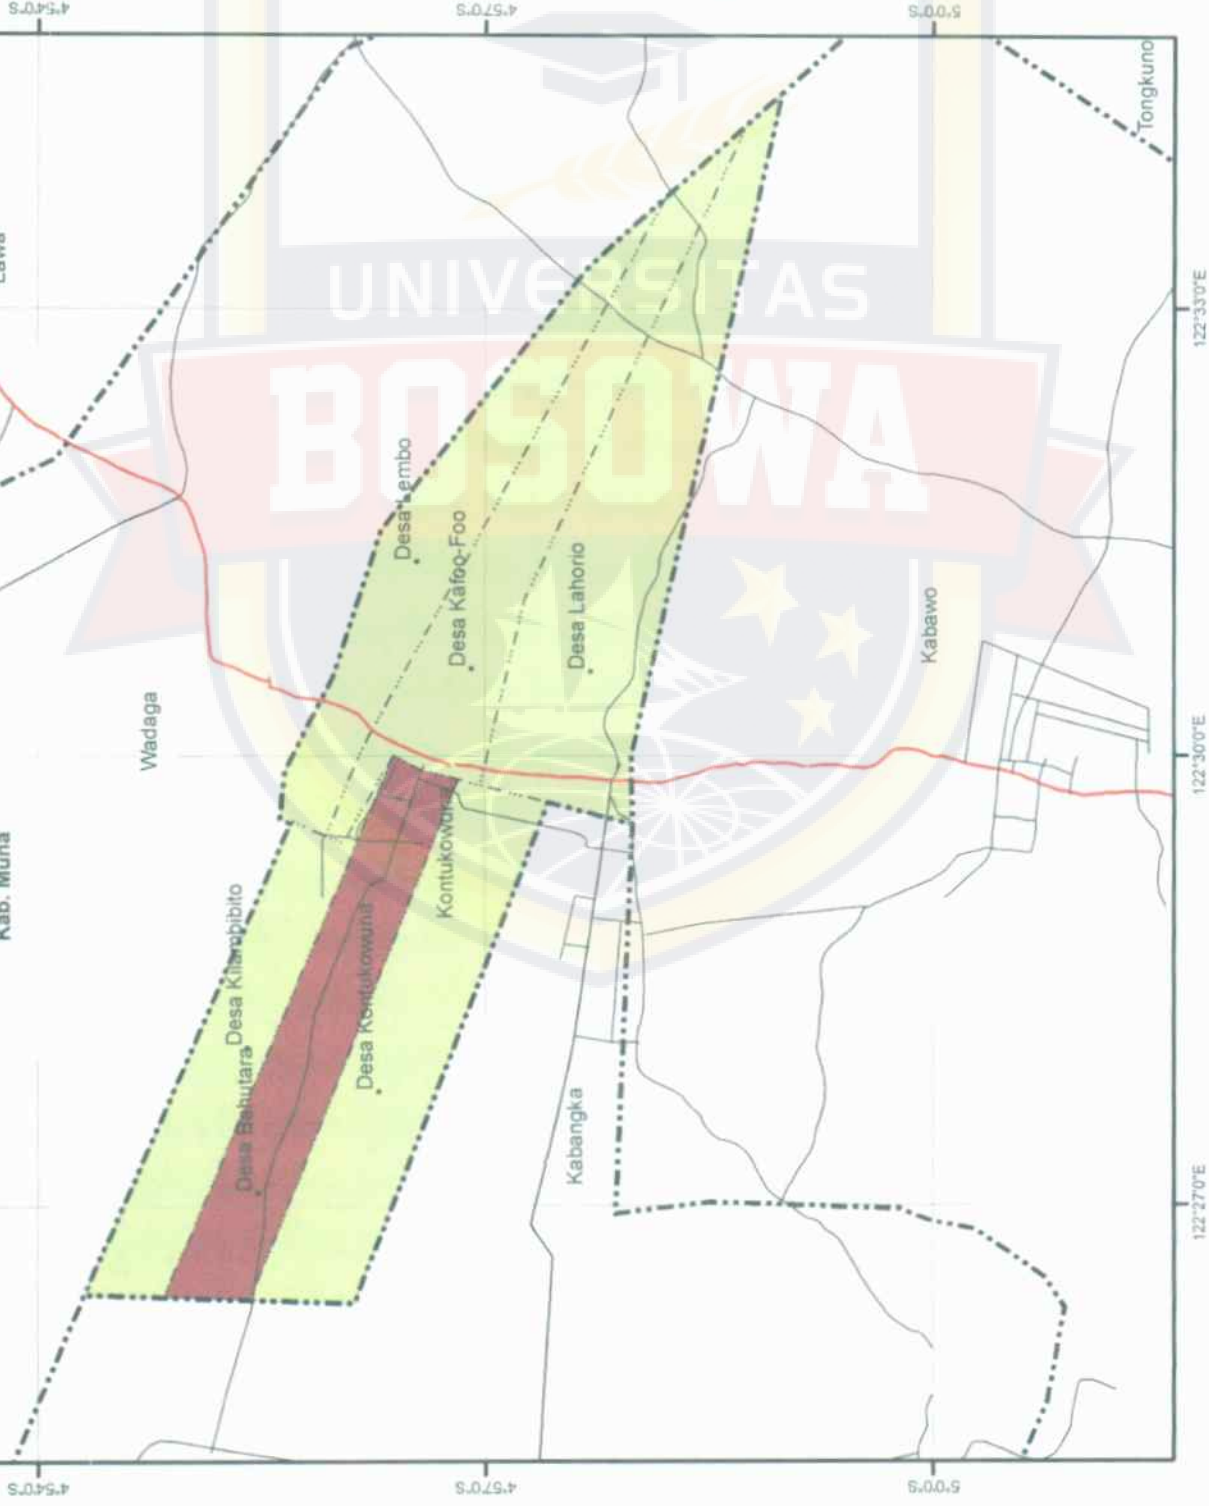 4°54'0"S
4°57'0"S
5°0'0"S
Tongkuno
Lawa
122°33'0"E
UNIVERSITAS
BOSOWA
Desa Lembo
Desa Kafoo-Foo
Desa Lahorio
Kabawo
Wadaga
122°30'0"E
Kab. Muna
Kontukowuna
Desa Kilambibito
Desa Kontukowuna
Desa Bahutara
Kabangka
122°27'0"E
4°54'0"S
4°57'0"S
5°0'0"S